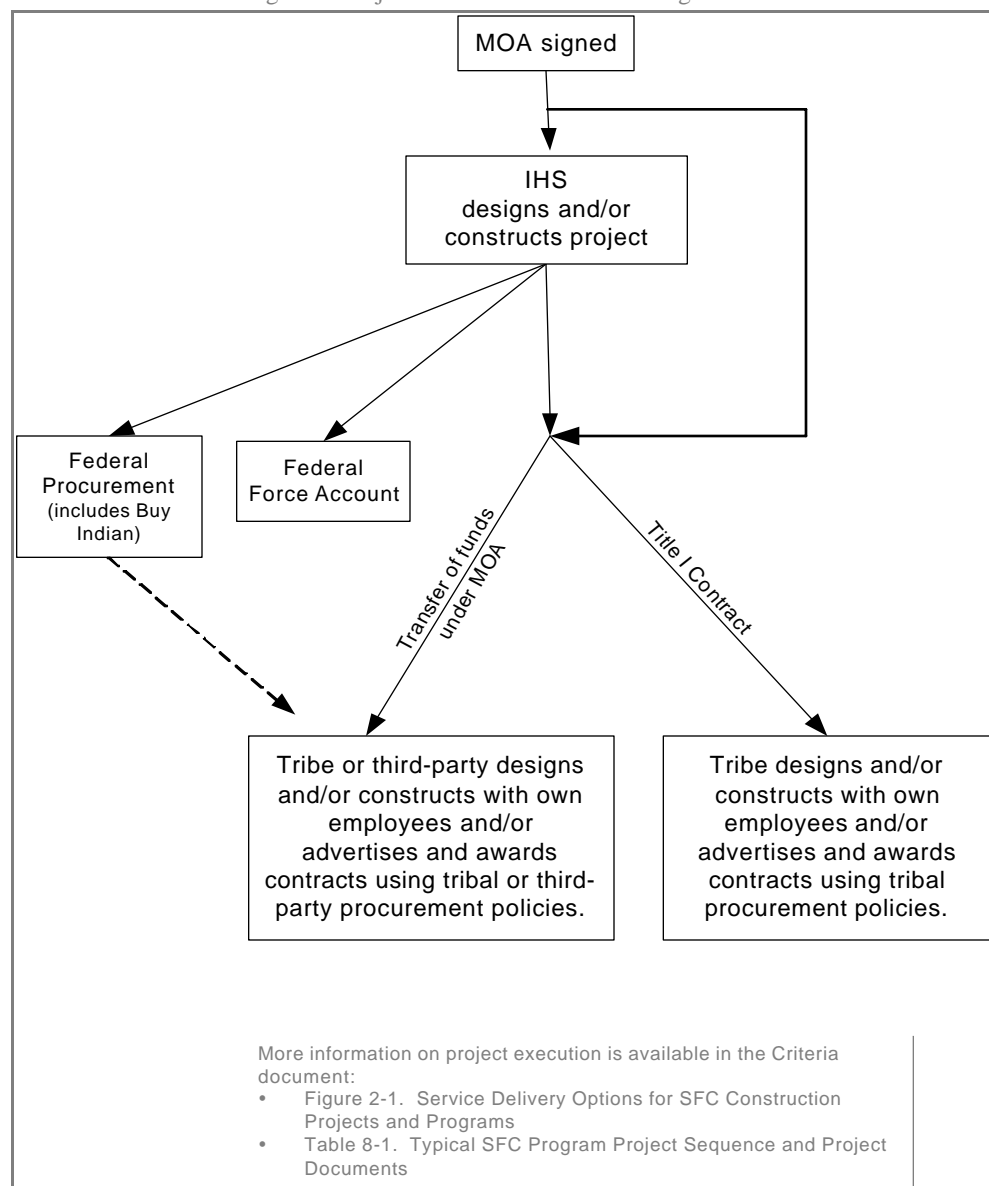 MOA signed
IHS
designs and/or
constructs project
Federal
Procurement
(includes Buy
Indian)
Federal
Force Account
Transfer of funds
under MOA
Title I Contract
Tribe or third-party designs
and/or constructs with own
employees and/or
advertises and awards
contracts using tribal or third-
party procurement policies.
Tribe designs and/or
constructs with own
employees and/or
advertises and awards
contracts using tribal
procurement policies.
More information on project execution is available in the Criteria
document:
• Figure 2-1. Service Delivery Options for SFC Construction
Projects and Programs
• Table 8-1. Typical SFC Program Project Sequence and Project
Documents